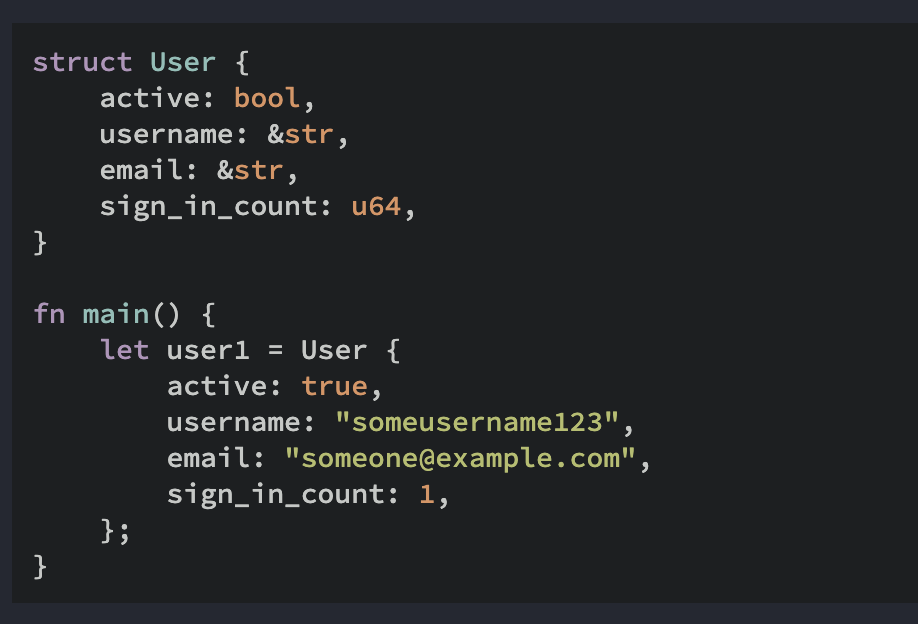 struct User {
    active: bool,
    username: &str,
    email: &str,
    sign_in_count: u64,
}

fn main() {
    let user1 = User {
        active: true,
        username: "someusername123",
        email: "someone@example.com",
        sign_in_count: 1,
    };
}